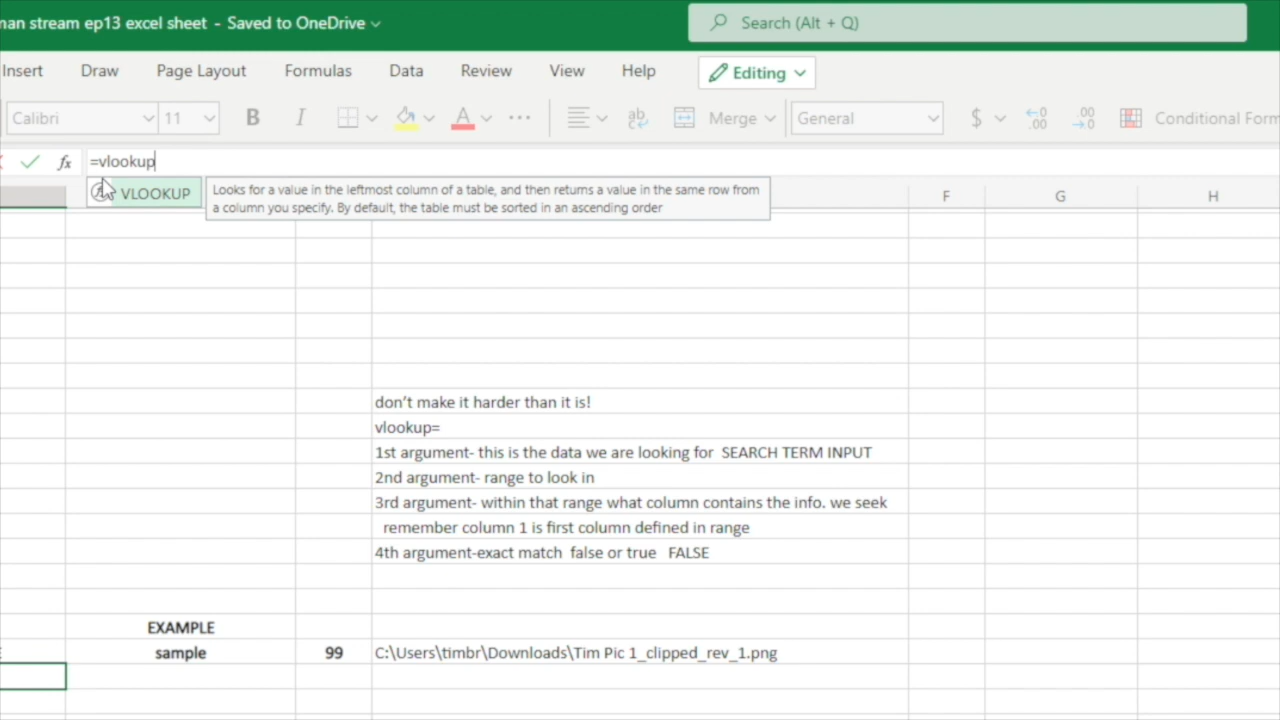 man stream ep13 excel sheet - Saved to OneDrive
Search (Alt + Q)
Insert Draw Page Layout Formulas Data Review View Help Editing
Calibri 11 B I A ... ab Merge General $ .00 Conditional Form
fx =vlookup
VLOOKUP
Looks for a value in the leftmost column of a table, and then returns a value in the same row from
a column you specify. By default, the table must be sorted in an ascending order
F G H
don't make it harder than it is!
vlookup=
1st argument- this is the data we are looking for SEARCH TERM INPUT
2nd argument- range to look in
3rd argument- within that range what column contains the info. we seek
remember column 1 is first column defined in range
4th argument-exact match false or true FALSE
EXAMPLE
sample 99 C:\Users\timbr\Downloads\Tim Pic 1_clipped_rev_1.png